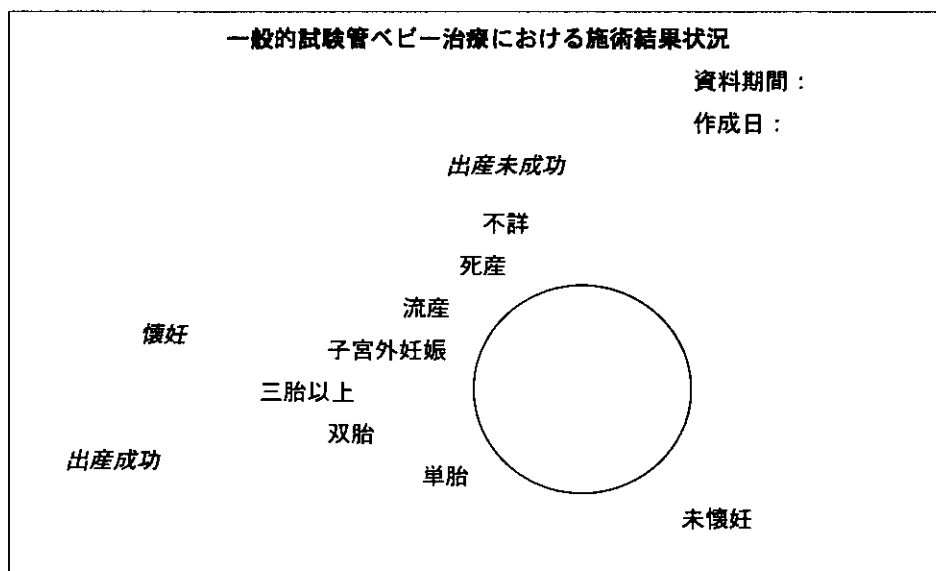 一般的試験管ベビー治療における施術結果状況
資料期間：
作成日：
出産未成功
不詳
死産
流産
懐妊
子宮外妊娠
三胎以上
双胎
出産成功
単胎
未懐妊